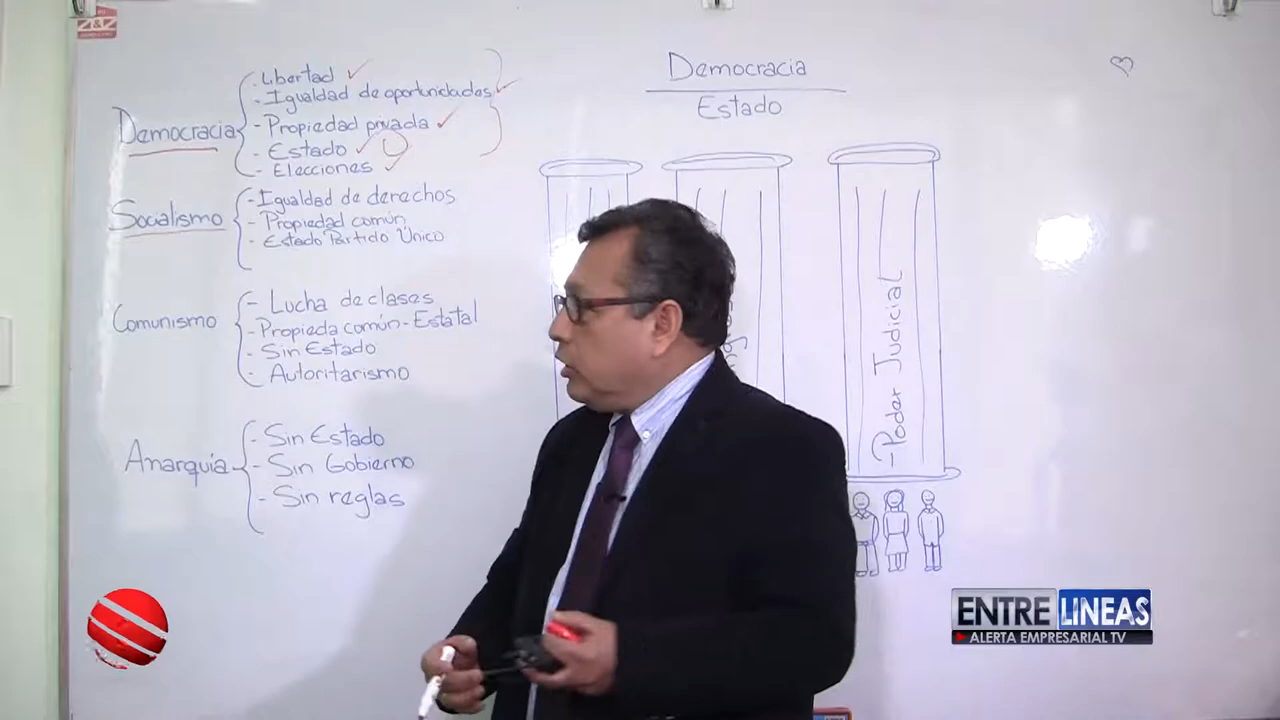 Democracia
- Libertad
- Igualdad de oportunidades
- Propiedad privada
- Estado
- Elecciones
Socialismo
- Igualdad de derechos
- Propiedad común
- Estado Partido Único
Comunismo
- Lucha de clases
- Propieda común - Estatal
- Sin Estado
- Autoritarismo
Anarquía
- Sin Estado
- Sin Gobierno
- Sin reglas
Democracia
Estado
- Poder Judicial
ENTRE LINEAS
ALERTA EMPRESARIAL TV